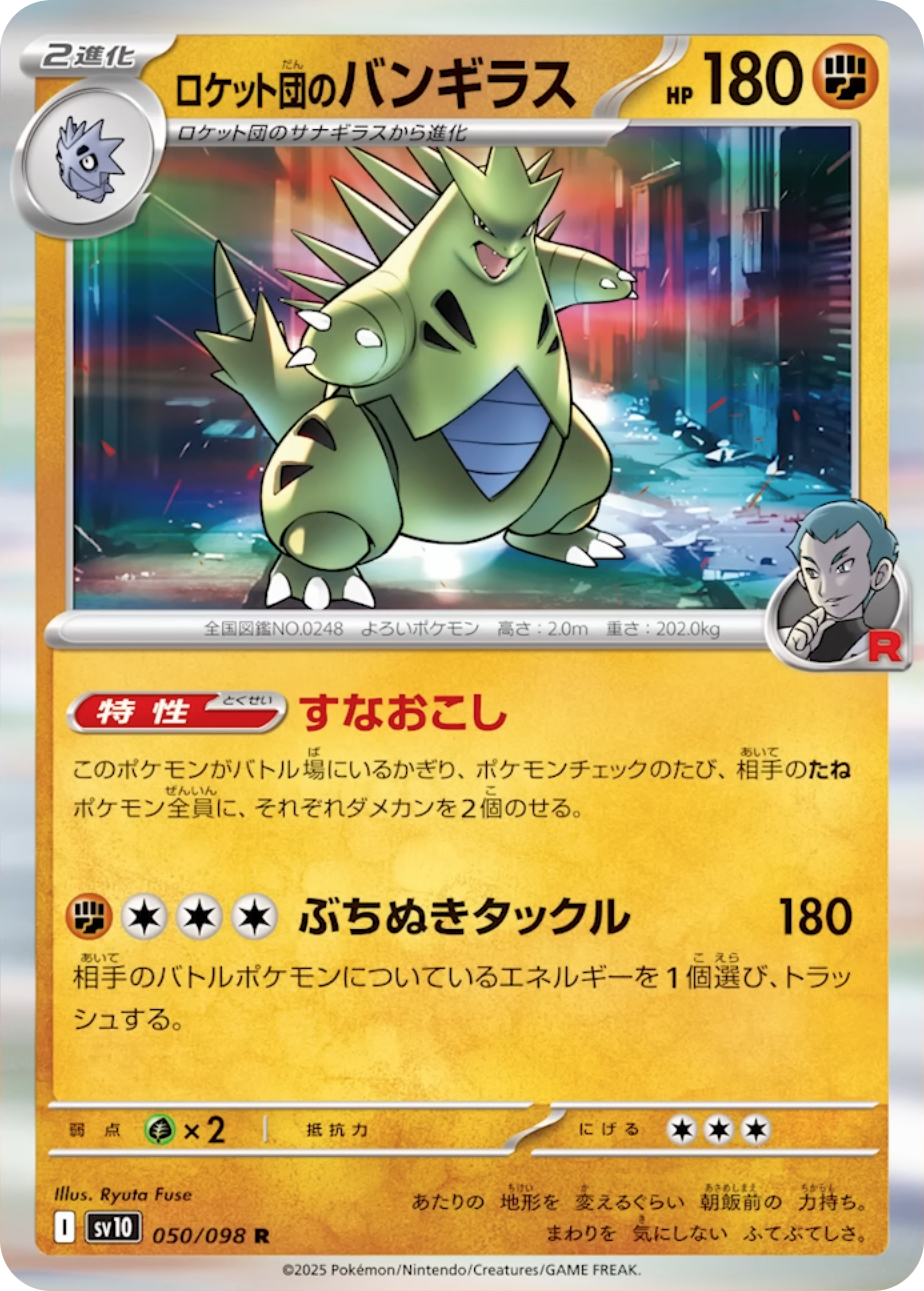 2進化
ロケット団のバンギラス
だん
HP 180
ロケット団のサナギラスから進化
全国図鑑NO.0248 よろいポケモン 高さ:2.0m 重さ:202.0kg
R
特性 とくせい すなおこし
このポケモンがバトル場にいるかぎり、ポケモンチェックのたび、相手のたね
ポケモン全員に、それぞれダメカンを2個のせる。
ぶちぬきタックル 180
相手のバトルポケモンについているエネルギーを1個選び、トラッ
シュする。
弱点 ×2 抵抗力 にげる
Illus. Ryuta Fuse
あたりの 地形を 変えるぐらい 朝飯前の 力持ち。
まわりを 気にしない ふてぶてしさ。
I sv10 050/098 R
©2025 Pokémon/Nintendo/Creatures/GAME FREAK.